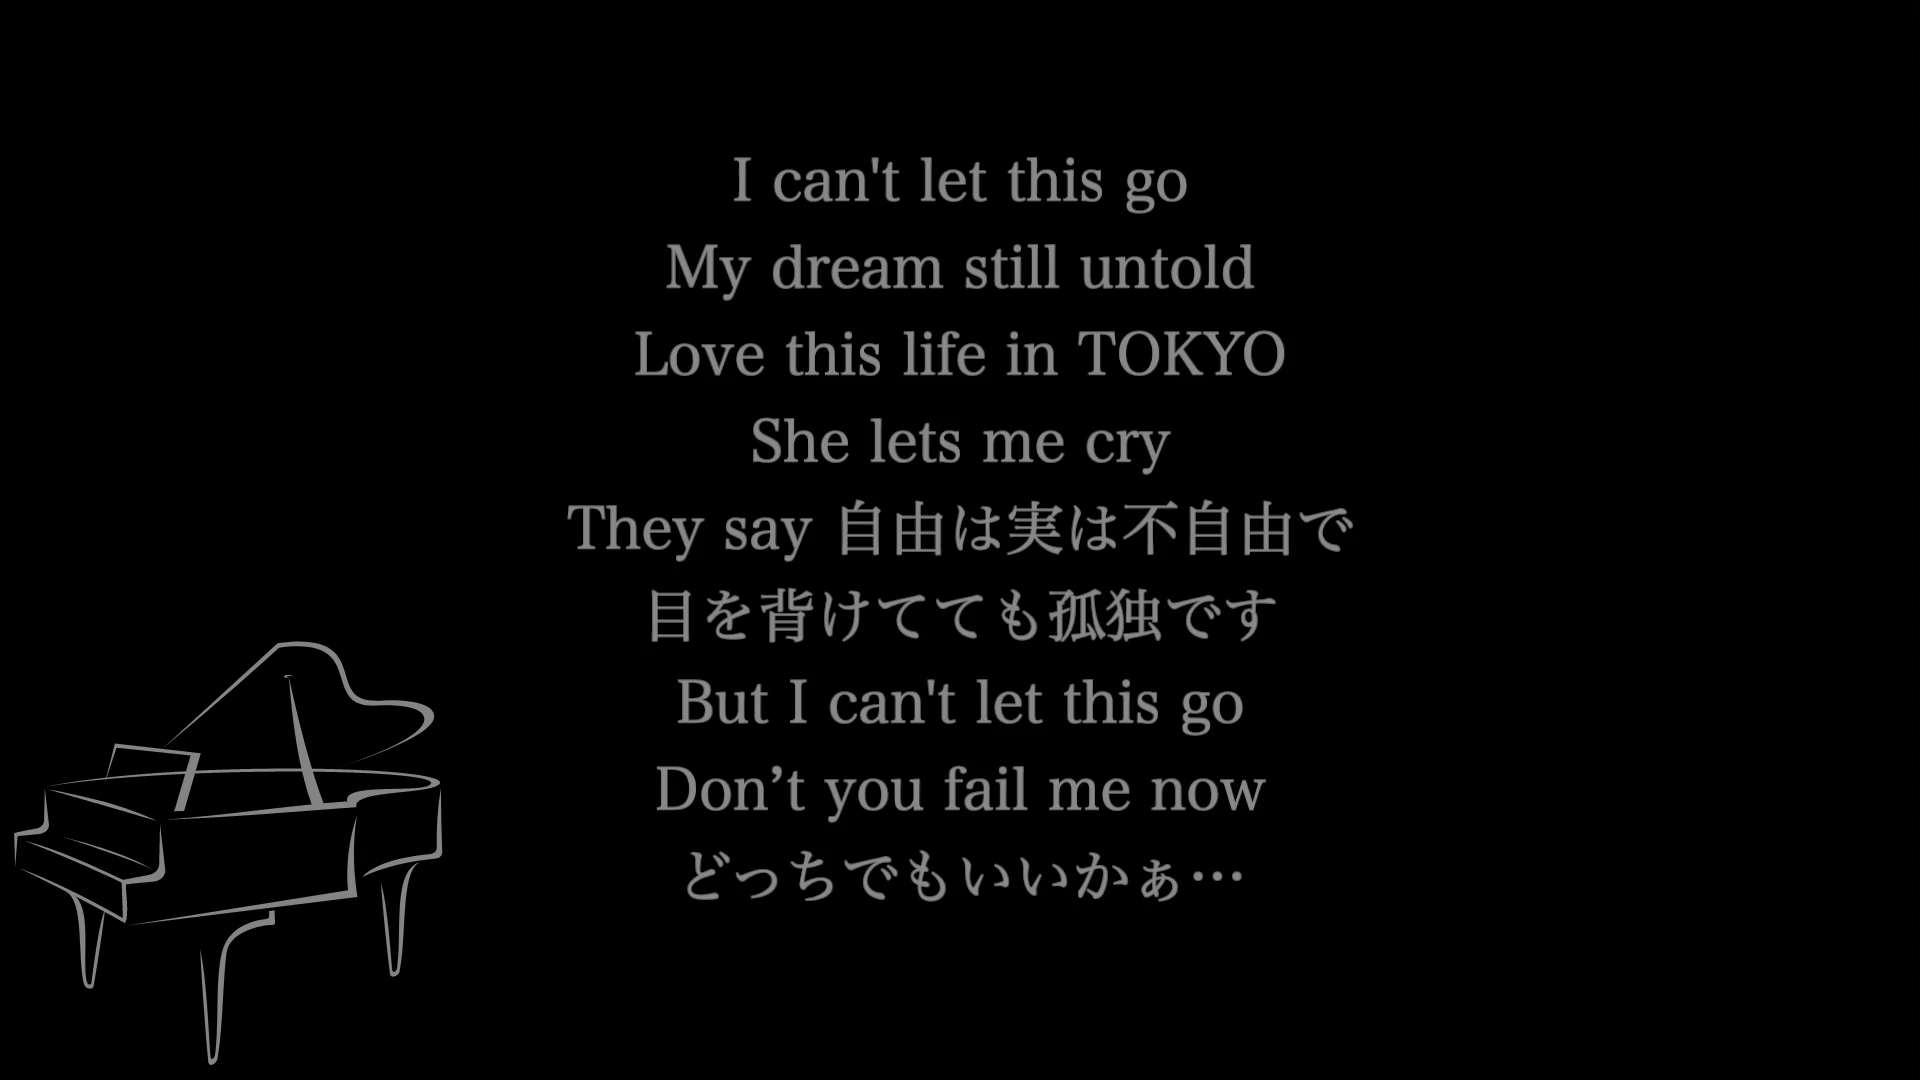 I can't let this go
My dream still untold
Love this life in TOKYO
She lets me cry
They say 自由は実は不自由で
目を背けてても孤独です
But I can't let this go
Don’t you fail me now
どっちでもいいかぁ…